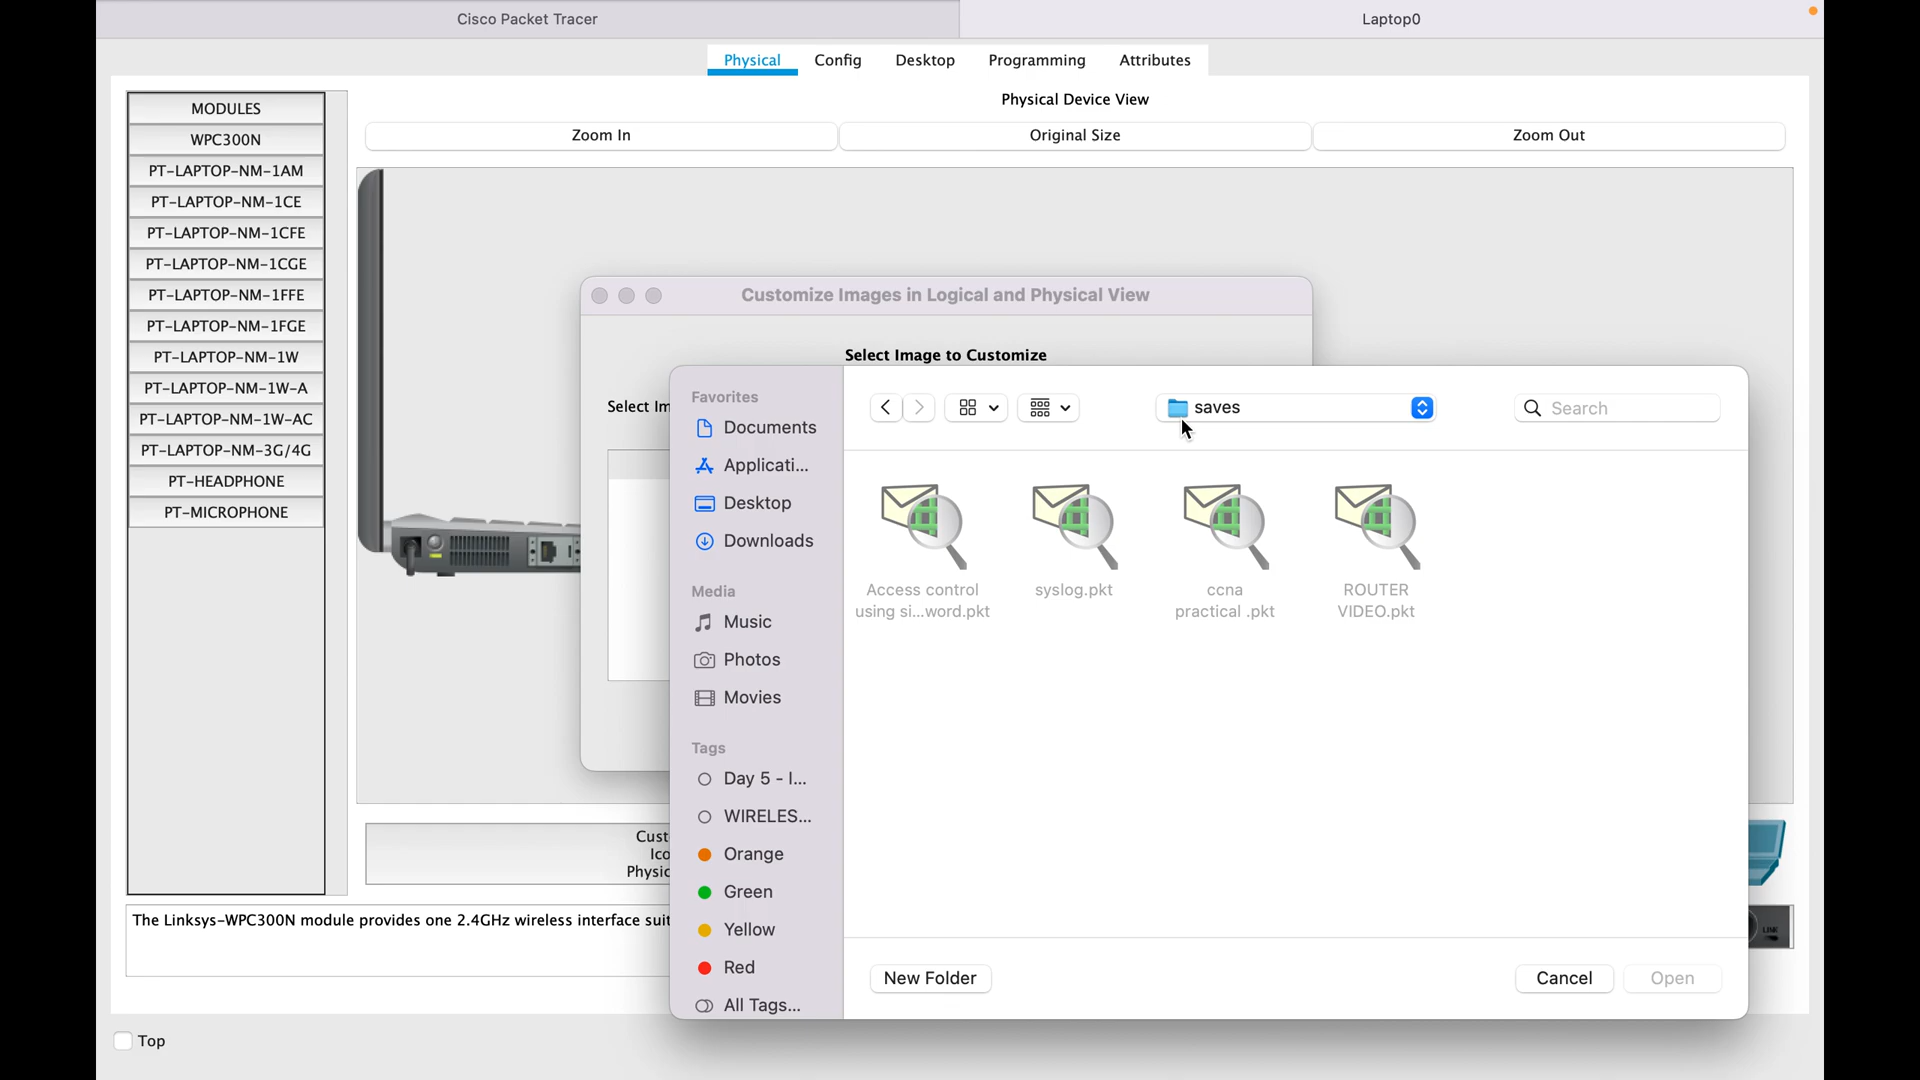 Cisco Packet Tracer
Laptop0
Physical
Config
Desktop
Programming
Attributes
MODULES
WPC300N
PT-LAPTOP-NM-1AM
PT-LAPTOP-NM-1CE
PT-LAPTOP-NM-1CFE
PT-LAPTOP-NM-1CGE
PT-LAPTOP-NM-1FFE
PT-LAPTOP-NM-1FGE
PT-LAPTOP-NM-1W
PT-LAPTOP-NM-1W-A
PT-LAPTOP-NM-1W-AC
PT-LAPTOP-NM-3G/4G
PT-HEADPHONE
PT-MICROPHONE
Physical Device View
Zoom In
Original Size
Zoom Out
Customize Images in Logical and Physical View
Select Image to Customize
Select Im
Favorites
Documents
Applicati...
Desktop
Downloads
Media
Music
Photos
Movies
Tags
Day 5 - I...
WIRELES...
Orange
Green
Yellow
Red
All Tags...
saves
Search
Access control
using si...word.pkt
syslog.pkt
ccna
practical .pkt
ROUTER
VIDEO.pkt
New Folder
Cancel
Open
Cust
Ico
Physic
The Linksys-WPC300N module provides one 2.4GHz wireless interface suit
LINK
Top